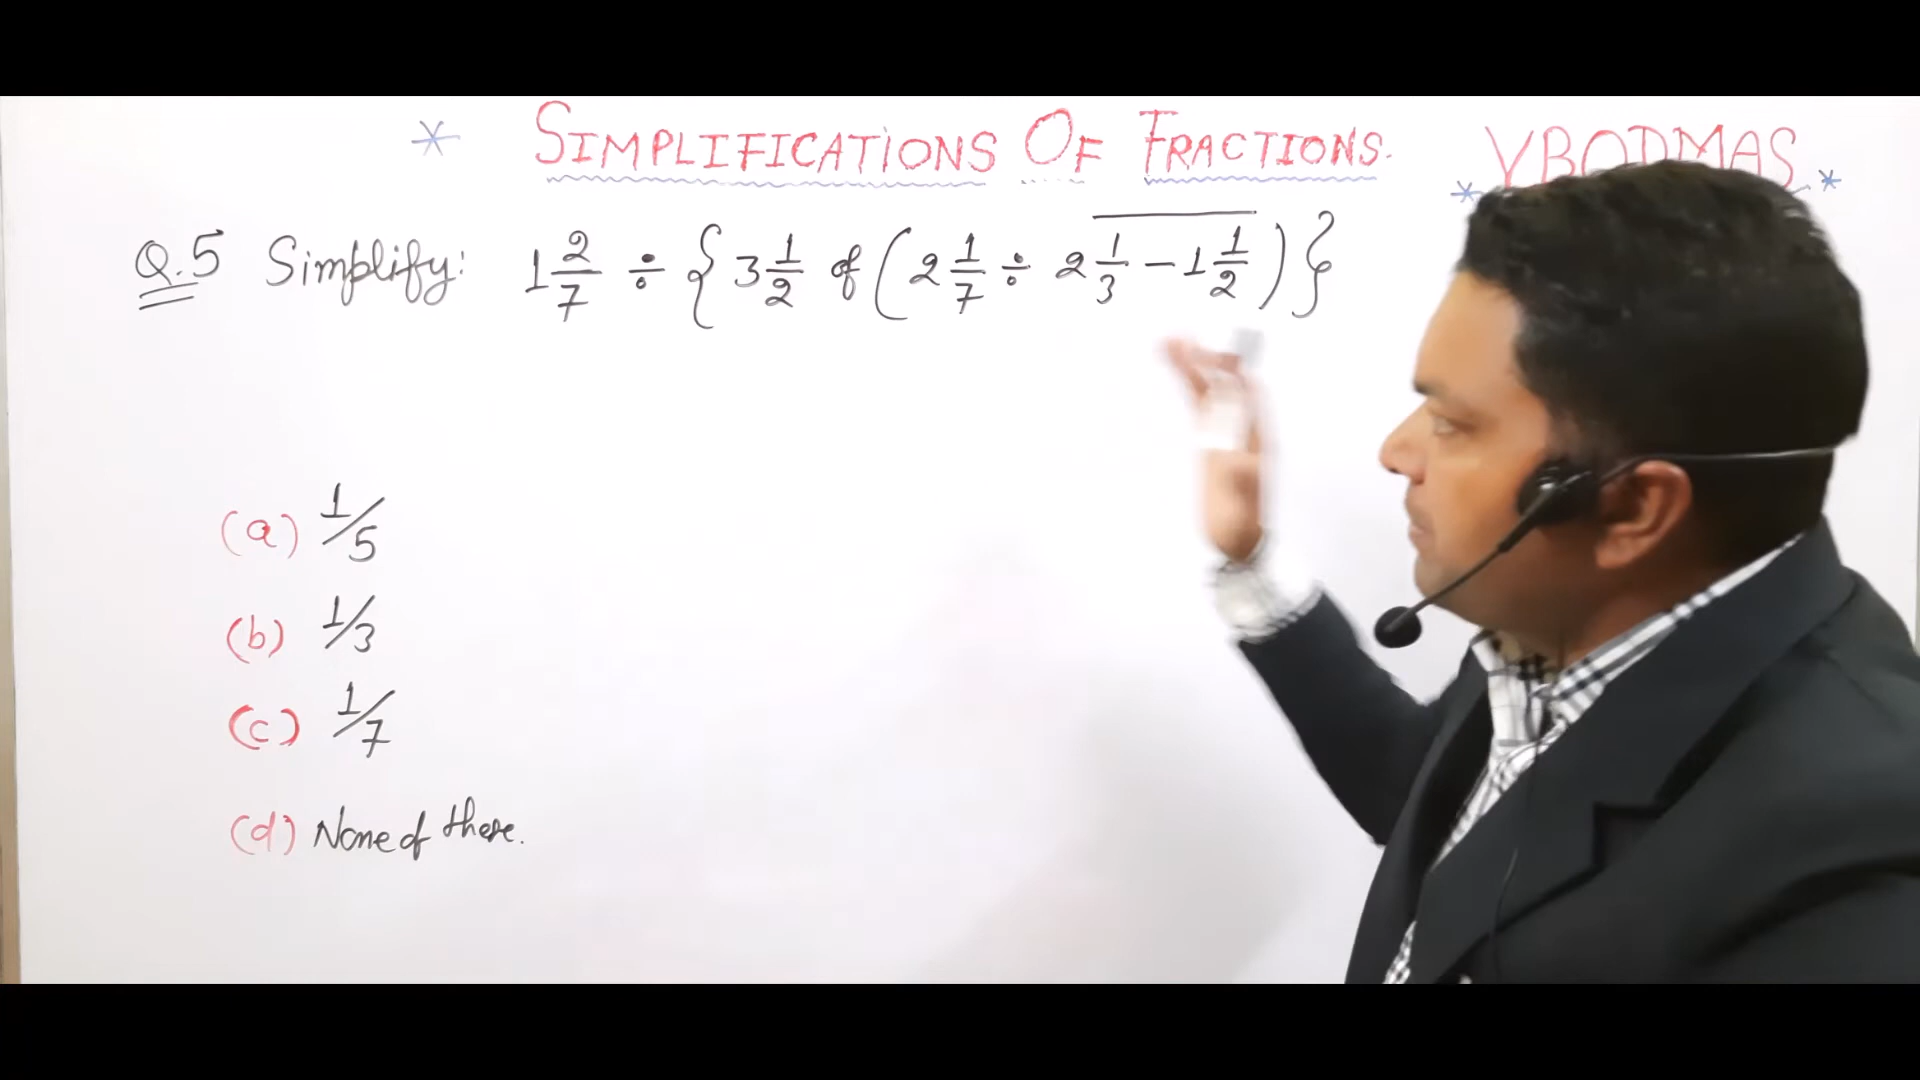 * SIMPLIFICATIONS OF FRACTIONS. * VBODMAS *
Q.5 Simplify: 1 2/7 ÷ { 3 1/2 of ( 2 1/7 ÷ 2 1/3 − 1 1/2 ) }
(a) 1/5
(b) 1/3
(c) 1/7
(d) None of these.